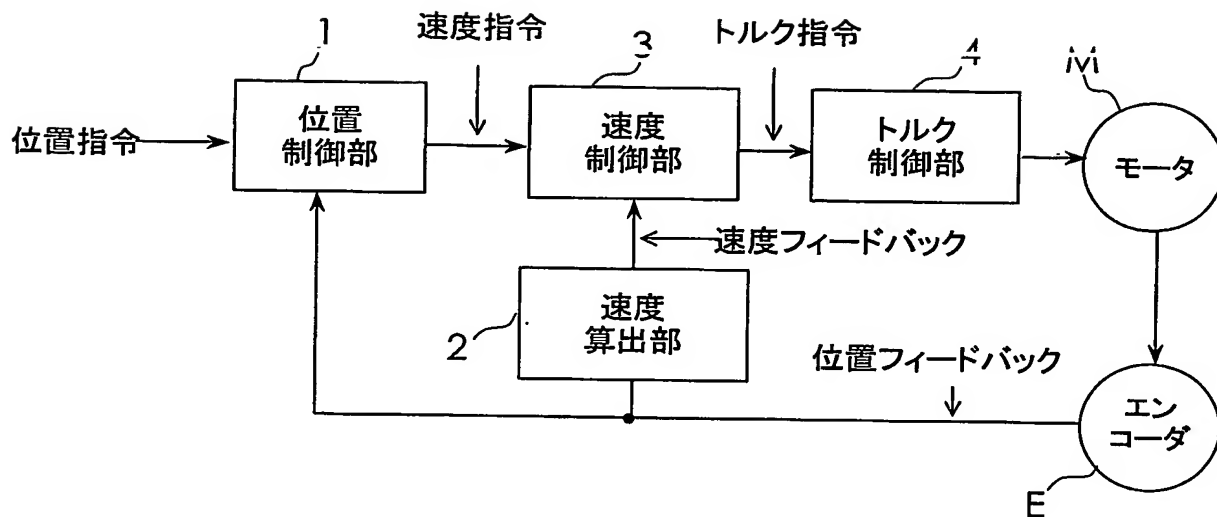 1
速度指令
3
トルク指令
4
M
位置指令
位置
制御部
速度
制御部
トルク
制御部
モータ
速度フィードバック
2
速度
算出部
位置フィードバック
エン
コーダ
E